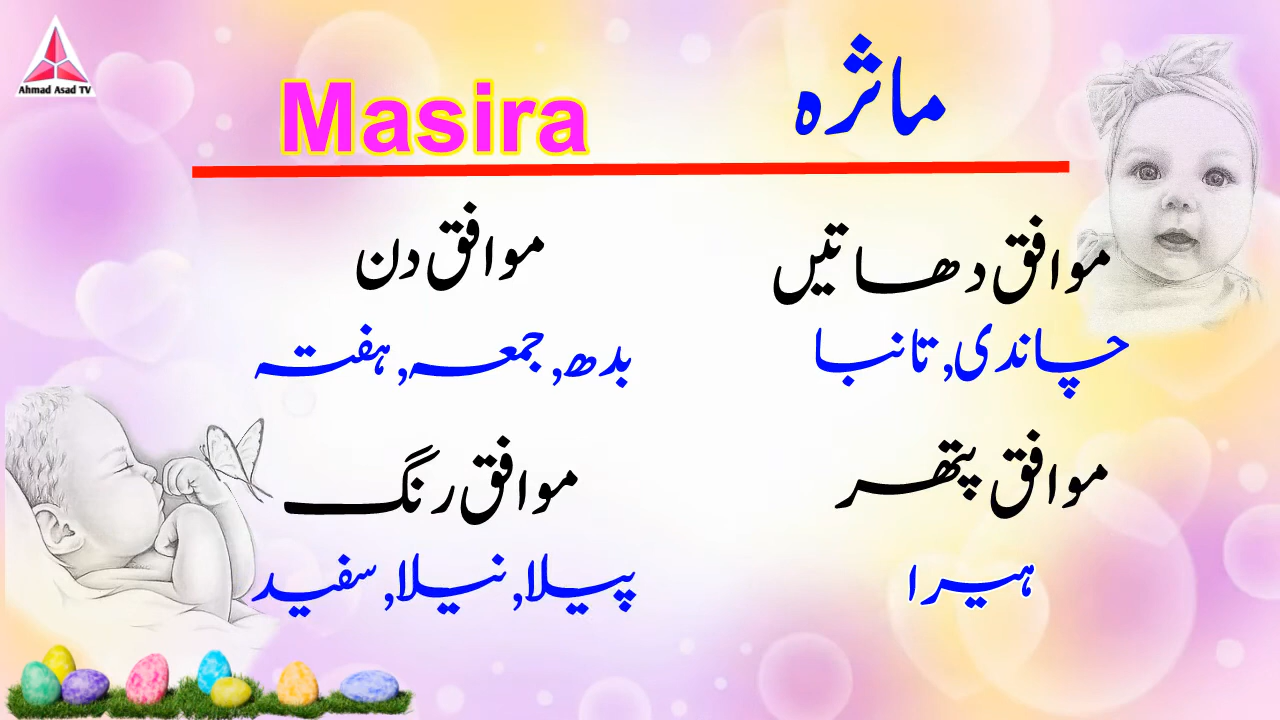 Ahmad Asad TV
Masira
ماثرہ
موافق دھاتیں
موافق دن
چاندی, تانبا
بدھ, جمعہ, ہفتہ
موافق پتھر
موافق رنگ
ہیرا
پیلا, نیلا, سفید